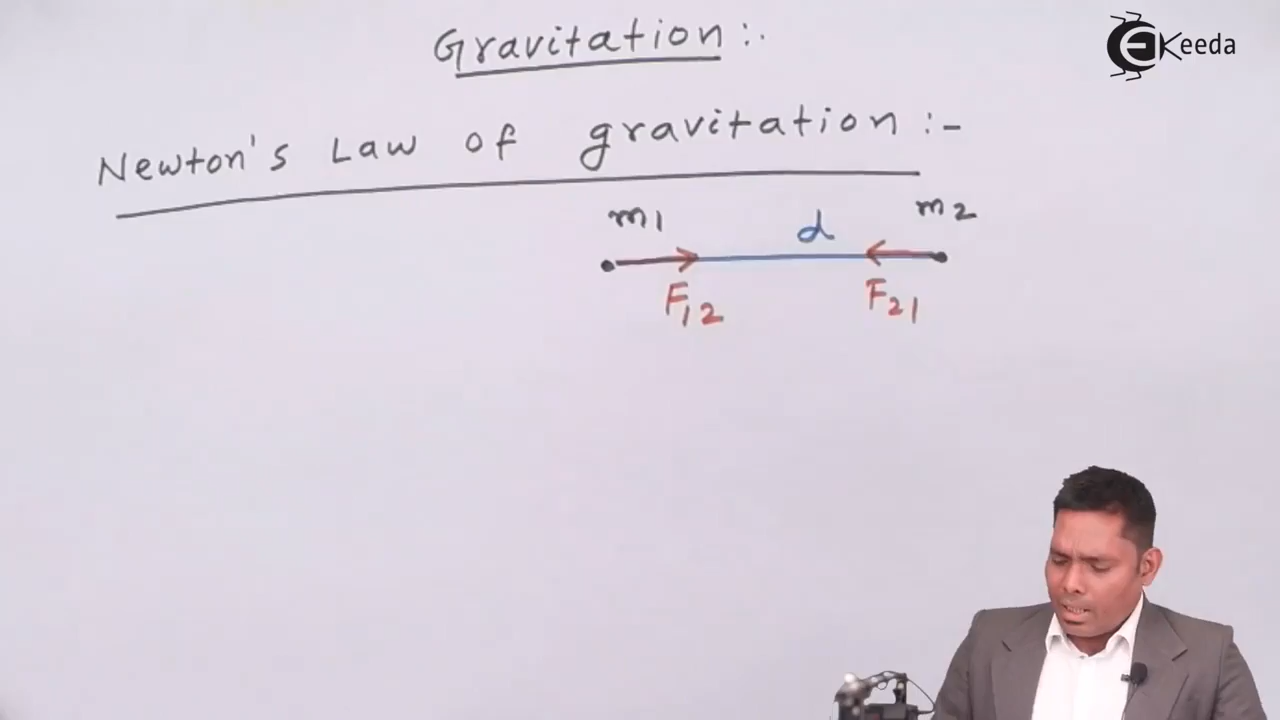 Gravitation :.
EKeeda
Newton's Law of gravitation :-
m1 d m2
F12 F21